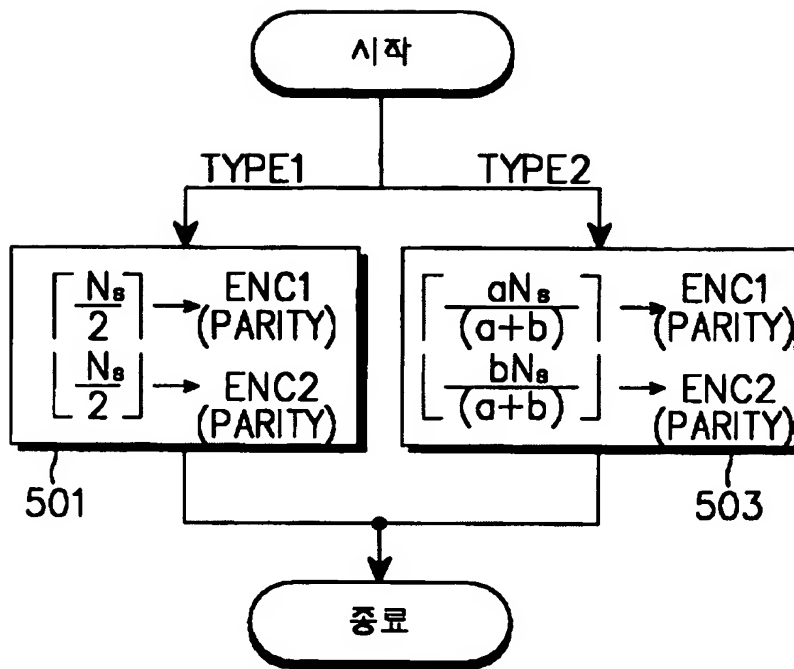 시작
TYPE1 TYPE2
⌈Ns/2⌉ → ENC1
(PARITY)
⌊Ns/2⌋ → ENC2
(PARITY)
⌈aNs/(a+b)⌉ → ENC1
(PARITY)
⌊bNs/(a+b)⌋ → ENC2
(PARITY)
501
503
종료